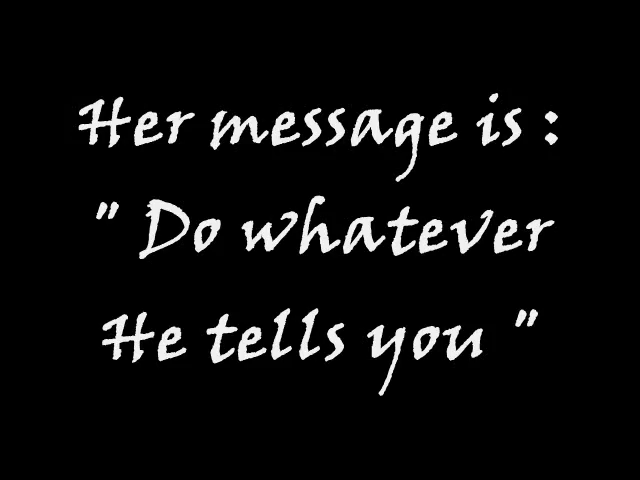 Her message is :
" Do whatever
He tells you "